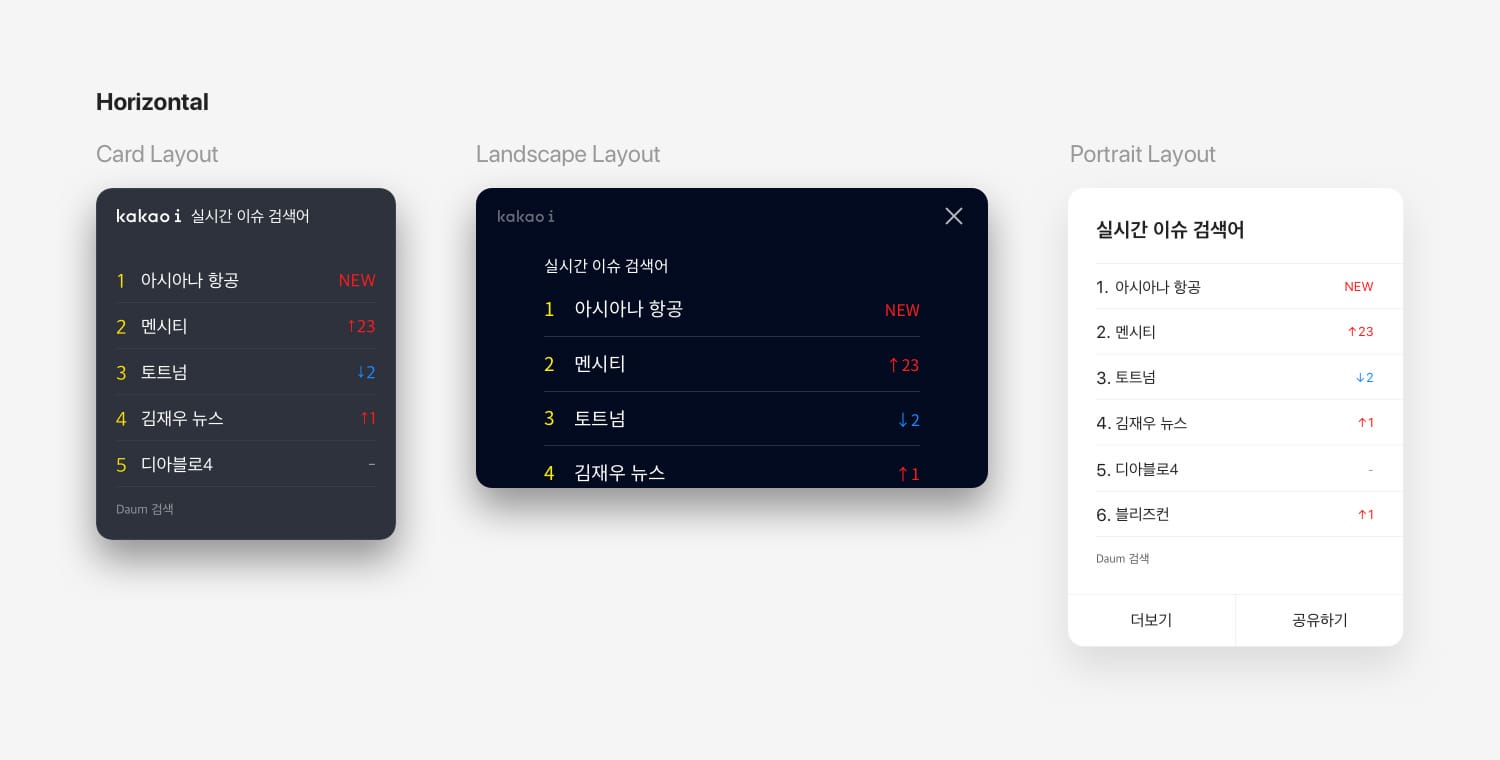 Horizontal
Card Layout
kakao i 실시간 이슈 검색어
1 아시아나 항공 NEW
2 멘시티 ↑23
3 토트넘 ↓2
4 김재우 뉴스 ↑1
5 디아블로4 -
Daum 검색
Landscape Layout
kakao i
실시간 이슈 검색어
1 아시아나 항공 NEW
2 멘시티 ↑23
3 토트넘 ↓2
4 김재우 뉴스 ↑1
Portrait Layout
실시간 이슈 검색어
1. 아시아나 항공 NEW
2. 멘시티 ↑23
3. 토트넘 ↓2
4. 김재우 뉴스 ↑1
5. 디아블로4 -
6. 블리즈컨 ↑1
Daum 검색
더보기 공유하기